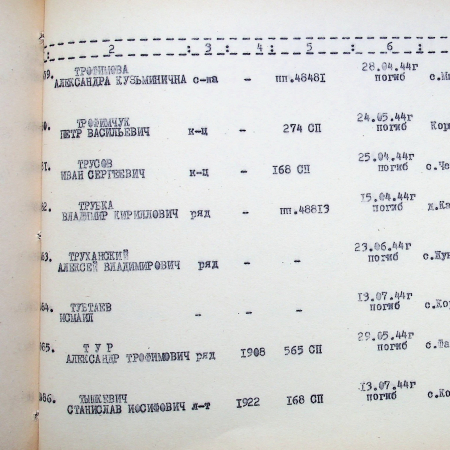 2 : 3 : 4 : 5 : 6 :
ТРОФИМОВА 28.04.44г
АЛЕКСАНДРА КУЗЬМИНИЧНА с-на - пп.48481 погиб
ТРОФИМЧУК 24.05.44г
ПЕТР ВАСИЛЬЕВИЧ к-ц - 274 СП погиб
ТРУСОВ 25.04.44г
ИВАН СЕРГЕЕВИЧ к-ц - 168 СП погиб
ТРУБКА 15.04.44г
ВЛАДИМИР КИРИЛЛОВИЧ ряд - пп.48813 погиб
ТРУХАНСКИЙ 23.06.44г
АЛЕКСЕЙ ВЛАДИМИРОВИЧ ряд - - погиб
ТУБТАЕВ 13.07.44г
ИСМАИЛ - - - погиб
ТУР 29.05.44г
АЛЕКСАНДР ТРОФИМОВИЧ ряд 1908 565 СП погиб
13.07.44г
СТАНИСЛАВ ИОСИФОВИЧ л-т 1922 168 СП погиб